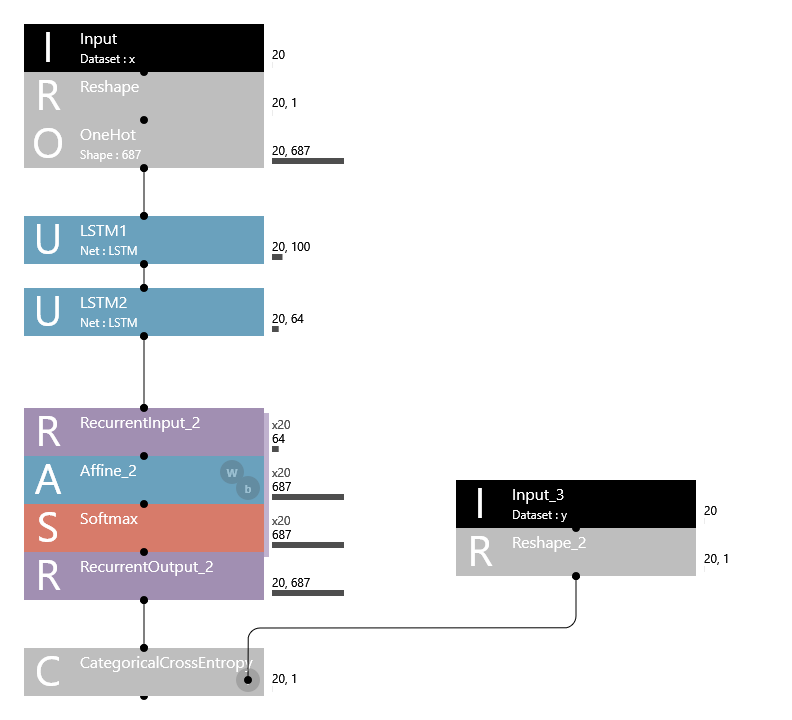 I
Input
Dataset : x
20
R
Reshape
20, 1
O
OneHot
Shape : 687
20, 687
U
LSTM1
Net : LSTM
20, 100
U
LSTM2
Net : LSTM
20, 64
R
RecurrentInput_2
x20
64
A
Affine_2
W
b
x20
687
S
Softmax
x20
687
R
RecurrentOutput_2
20, 687
I
Input_3
Dataset : y
20
R
Reshape_2
20, 1
C
CategoricalCrossEntropy
20, 1